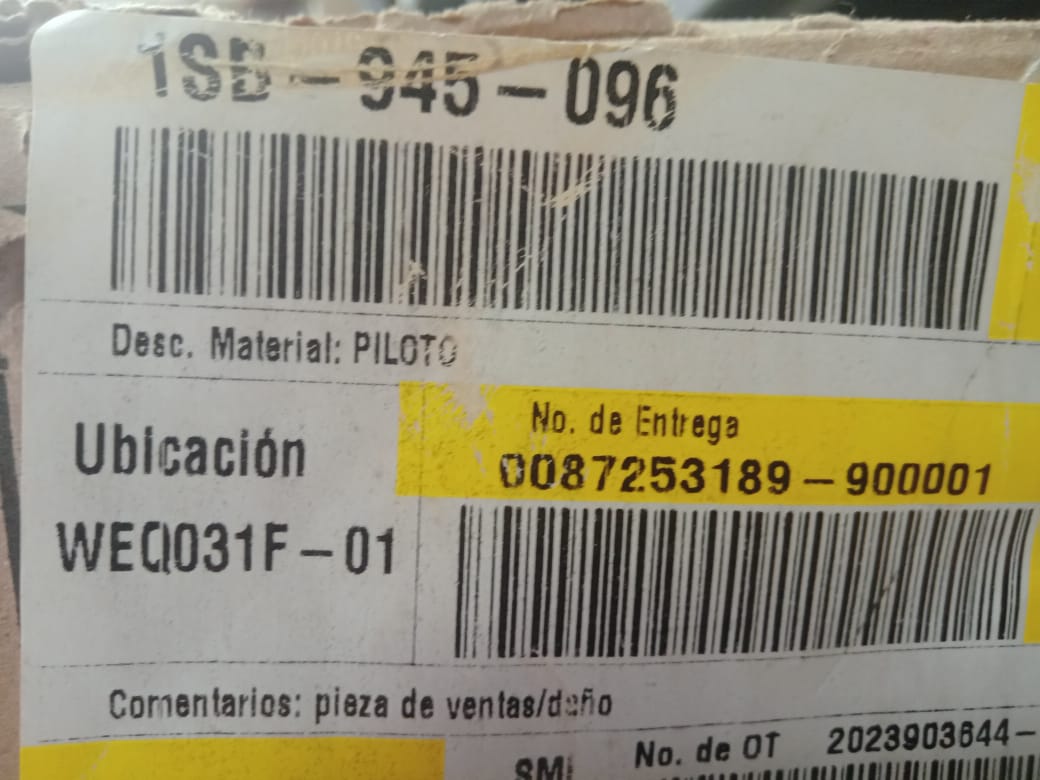 1SB-945-096
Desc. Material: PILOTO
Ubicación
WEQ031F-01
No. de Entrega
0087253189-900001
Comentarios: pieza de ventas/daño
No. de OT 2023903644-